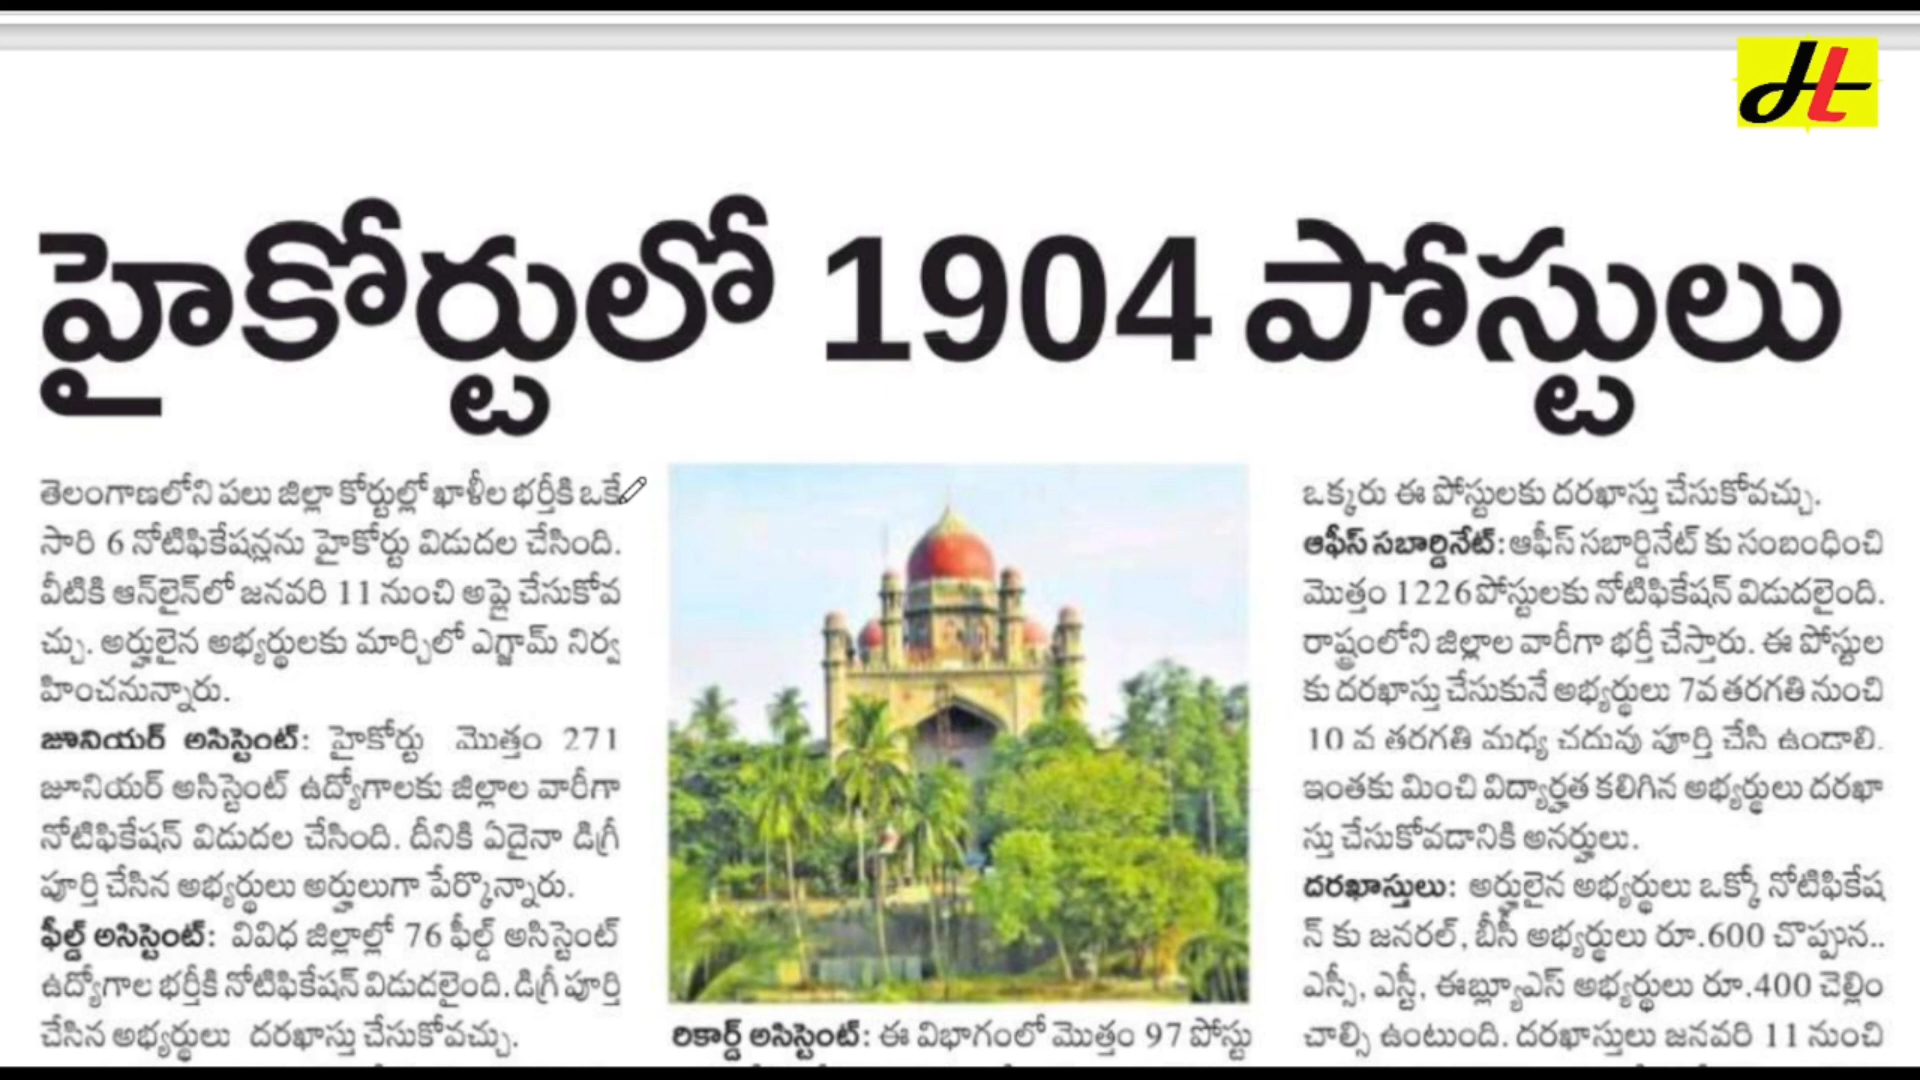 HL
హైకోర్టులో 1904 పోస్టులు
తెలంగాణలోని పలు జిల్లా కోర్టుల్లో ఖాళీల భర్తీకి ఒకే
సారి 6 నోటిఫికేషన్లను హైకోర్టు విడుదల చేసింది.
వీటికి ఆన్‌లైన్‌లో జనవరి 11 నుంచి అప్లై చేసుకోవ
చ్చు. అర్హులైన అభ్యర్థులకు మార్చిలో ఎగ్జామ్ నిర్వ
హించనున్నారు.
జూనియర్ అసిస్టెంట్: హైకోర్టు మొత్తం 271
జూనియర్ అసిస్టెంట్ ఉద్యోగాలకు జిల్లాల వారీగా
నోటిఫికేషన్ విడుదల చేసింది. దీనికి ఏదైనా డిగ్రీ
పూర్తి చేసిన అభ్యర్థులు అర్హులుగా పేర్కొన్నారు.
ఫీల్డ్ అసిస్టెంట్: వివిధ జిల్లాల్లో 76 ఫీల్డ్ అసిస్టెంట్
ఉద్యోగాల భర్తీకి నోటిఫికేషన్ విడుదలైంది. డిగ్రీ పూర్తి
చేసిన అభ్యర్థులు దరఖాస్తు చేసుకోవచ్చు.
రికార్డ్ అసిస్టెంట్: ఈ విభాగంలో మొత్తం 97 పోస్టు
ఒక్కరు ఈ పోస్టులకు దరఖాస్తు చేసుకోవచ్చు.
ఆఫీస్ సబార్డినేట్: ఆఫీస్ సబార్డినేట్ కు సంబంధించి
మొత్తం 1226 పోస్టులకు నోటిఫికేషన్ విడుదలైంది.
రాష్ట్రంలోని జిల్లాల వారీగా భర్తీ చేస్తారు. ఈ పోస్టుల
కు దరఖాస్తు చేసుకునే అభ్యర్థులు 7వ తరగతి నుంచి
10 వ తరగతి మధ్య చదువు పూర్తి చేసి ఉండాలి.
ఇంతకు మించి విద్యార్హత కలిగిన అభ్యర్థులు దరఖా
స్తు చేసుకోవడానికి అనర్హులు.
దరఖాస్తులు: అర్హులైన అభ్యర్థులు ఒక్కో నోటిఫికేష
న్ కు జనరల్, బీసీ అభ్యర్థులు రూ.600 చొప్పున..
ఎస్సీ, ఎస్టీ, ఈబ్ల్యూఎస్ అభ్యర్థులు రూ.400 చెల్లిం
చాల్సి ఉంటుంది. దరఖాస్తులు జనవరి 11 నుంచి